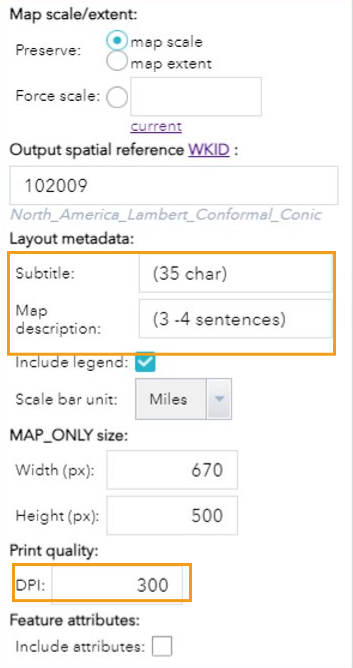 Map scale/extent:
Preserve: map scale
map extent
Force scale:
current
Output spatial reference WKID :
102009
North_America_Lambert_Conformal_Conic
Layout metadata:
Subtitle: (35 char)
Map
description: (3 -4 sentences)
Include legend:
Scale bar unit: Miles
MAP_ONLY size:
Width (px): 670
Height (px): 500
Print quality:
DPI: 300
Feature attributes:
Include attributes: